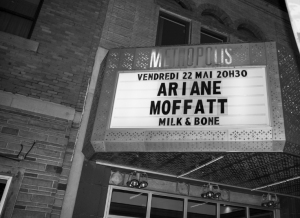 METROPOLIS
VENDREDI 22 MAI 20H30
ARIANE
MOFFATT
MILK & BONE